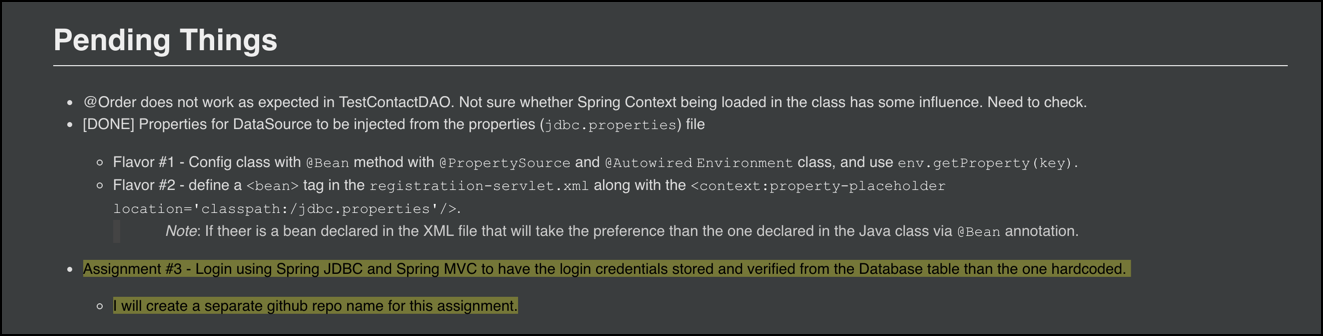 Pending Things
@Order does not work as expected in TestContactDAO. Not sure whether Spring Context being loaded in the class has some influence. Need to check.
[DONE] Properties for DataSource to be injected from the properties (jdbc.properties) file
Flavor #1 - Config class with @Bean method with @PropertySource and @Autowired Environment class, and use env.getProperty(key).
Flavor #2 - define a <bean> tag in the registratiion-servlet.xml along with the <context:property-placeholder
location='classpath:/jdbc.properties'/>.
Note: If theer is a bean declared in the XML file that will take the preference than the one declared in the Java class via @Bean annotation.
Assignment #3 - Login using Spring JDBC and Spring MVC to have the login credentials stored and verified from the Database table than the one hardcoded.
I will create a separate github repo name for this assignment.